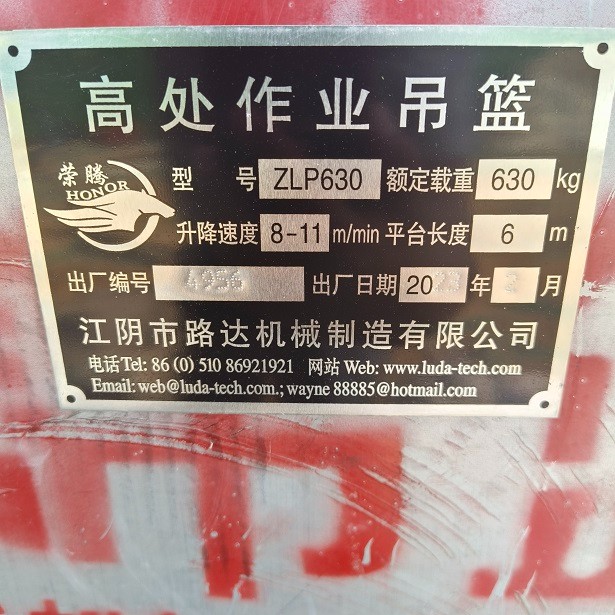 高处作业吊篮
荣腾
HONOR
型 号 ZLP630 额定载重 630 kg
升降速度 8-11 m/min 平台长度 6 m
出厂编号 4956 出厂日期 20 年 月
江阴市路达机械制造有限公司
电话Tel: 86 (0) 510 86921921 网站 Web: www.luda-tech.com
Email: web@luda-tech.com.; wayne 88885@hotmail.com